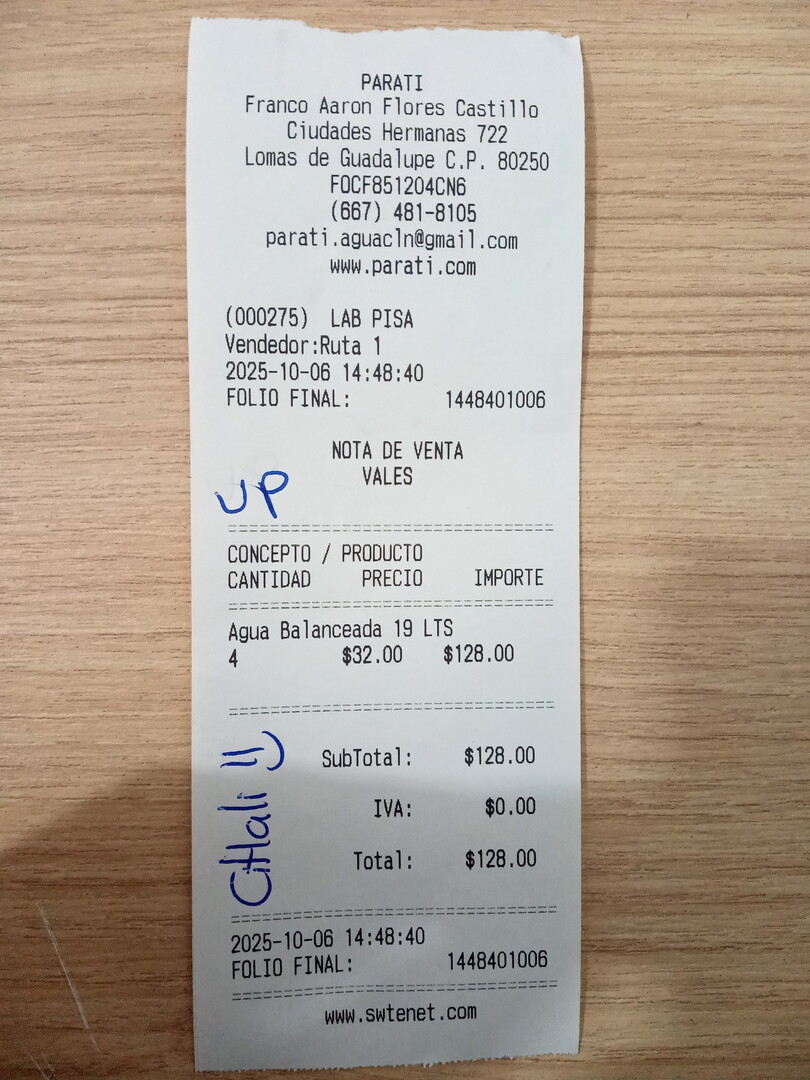 PARATI
Franco Aaron Flores Castillo
Ciudades Hermanas 722
Lomas de Guadalupe C.P. 80250
FOCF851204CN6
(667) 481-8105
parati.aguacln@gmail.com
www.parati.com
(000275) LAB PISA
Vendedor:Ruta 1
2025-10-06 14:48:40
FOLIO FINAL: 1448401006
NOTA DE VENTA
VALES
UP
CONCEPTO / PRODUCTO
CANTIDAD PRECIO IMPORTE
Agua Balanceada 19 LTS
4 $32.00 $128.00
SubTotal: $128.00
IVA: $0.00
Total: $128.00
Citlali
2025-10-06 14:48:40
FOLIO FINAL: 1448401006
www.swtenet.com